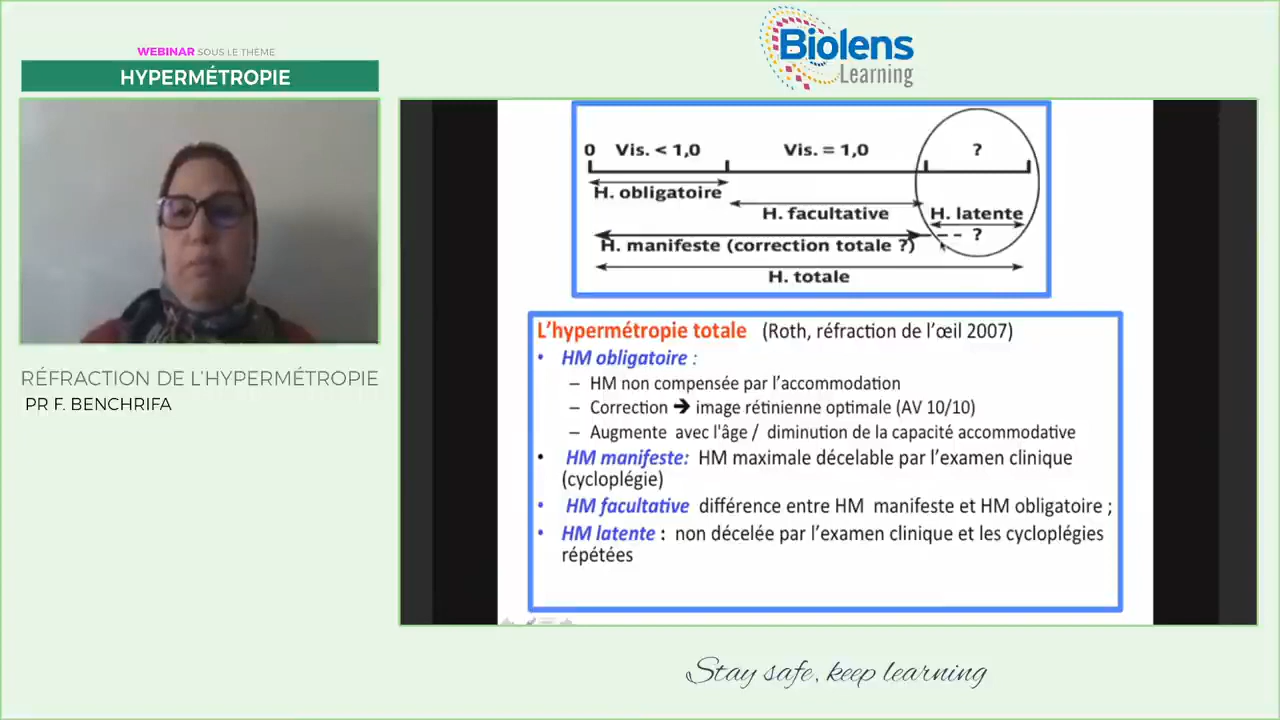 WEBINAR SOUS LE THÈME
HYPERMÉTROPIE
Biolens
Learning
0 Vis. < 1,0 Vis. = 1,0 ?
H. obligatoire
H. facultative H. latente
?
H. manifeste (correction totale ?)
H. totale
L'hypermétropie totale (Roth, réfraction de l'œil 2007)
• HM obligatoire :
– HM non compensée par l'accommodation
– Correction ➔ image rétinienne optimale (AV 10/10)
– Augmente avec l'âge / diminution de la capacité accommodative
• HM manifeste: HM maximale décelable par l'examen clinique
(cycloplégie)
• HM facultative différence entre HM manifeste et HM obligatoire ;
• HM latente : non décelée par l'examen clinique et les cycloplégies
répétées
RÉFRACTION DE L'HYPERMÉTROPIE
PR F. BENCHRIFA
Stay safe, keep learning